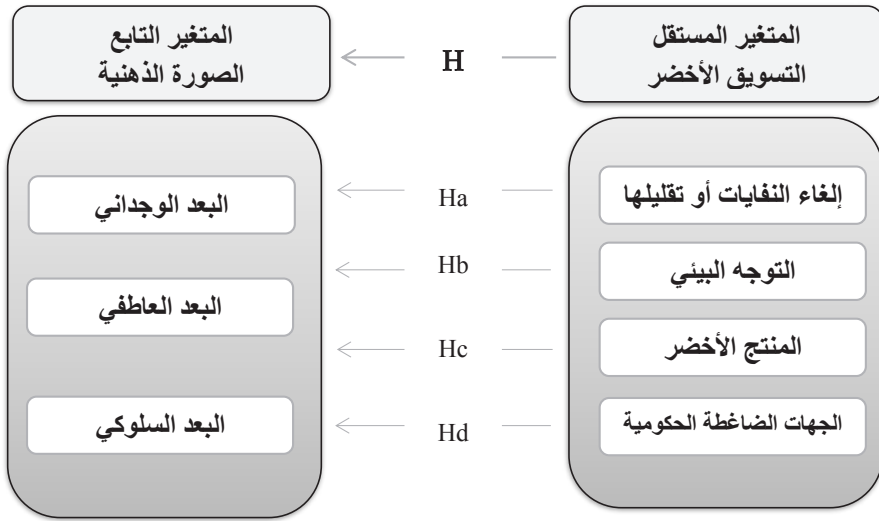 المتغير المستقل
التسويق الأخضر
H
المتغير التابع
الصورة الذهنية
إلغاء النفايات أو تقليلها
التوجه البيئي
المنتج الأخضر
الجهات الضاغطة الحكومية
Ha
Hb
Hc
Hd
البعد الوجداني
البعد العاطفي
البعد السلوكي